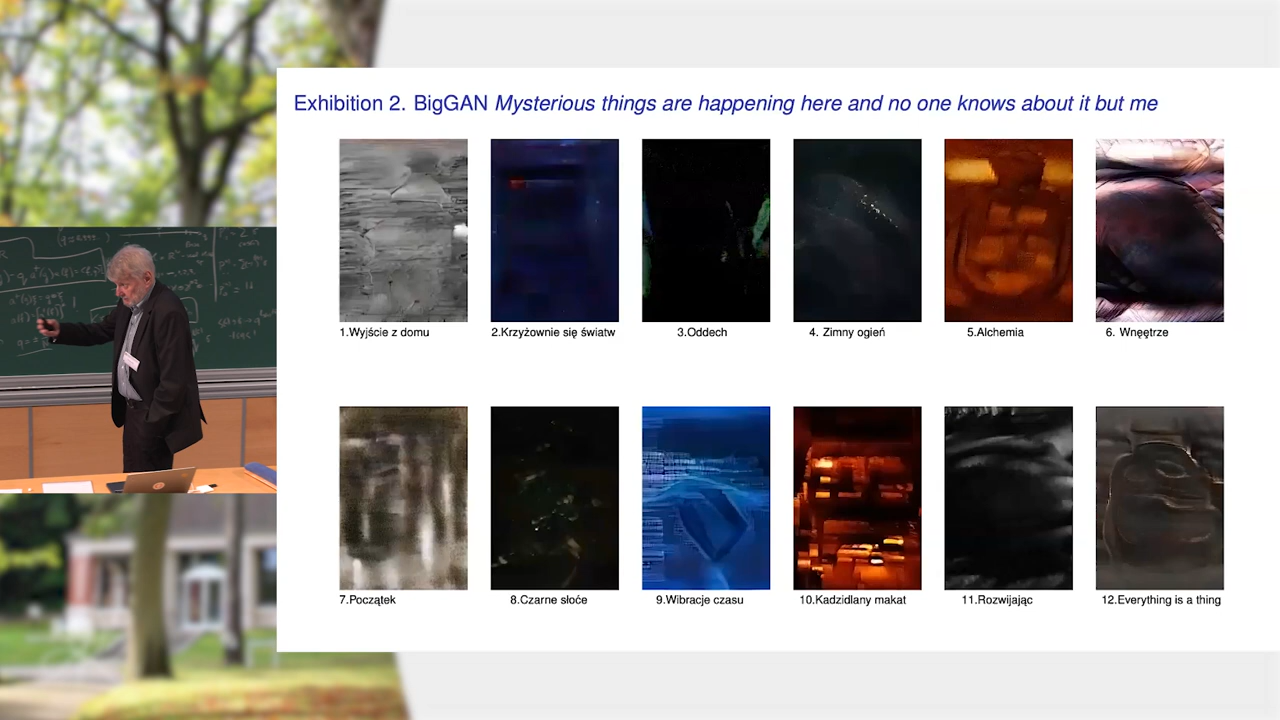 Exhibition 2. BigGAN Mysterious things are happening here and no one knows about it but me
1.Wyjście z domu
2.Krzyżownie się światw
3.Oddech
4. Zimny ogień
5.Alchemia
6. Wnęętrze
7.Początek
8.Czarne słoće
9.Wibracje czasu
10.Kadzidlany makat
11.Rozwijając
12.Everything is a thing